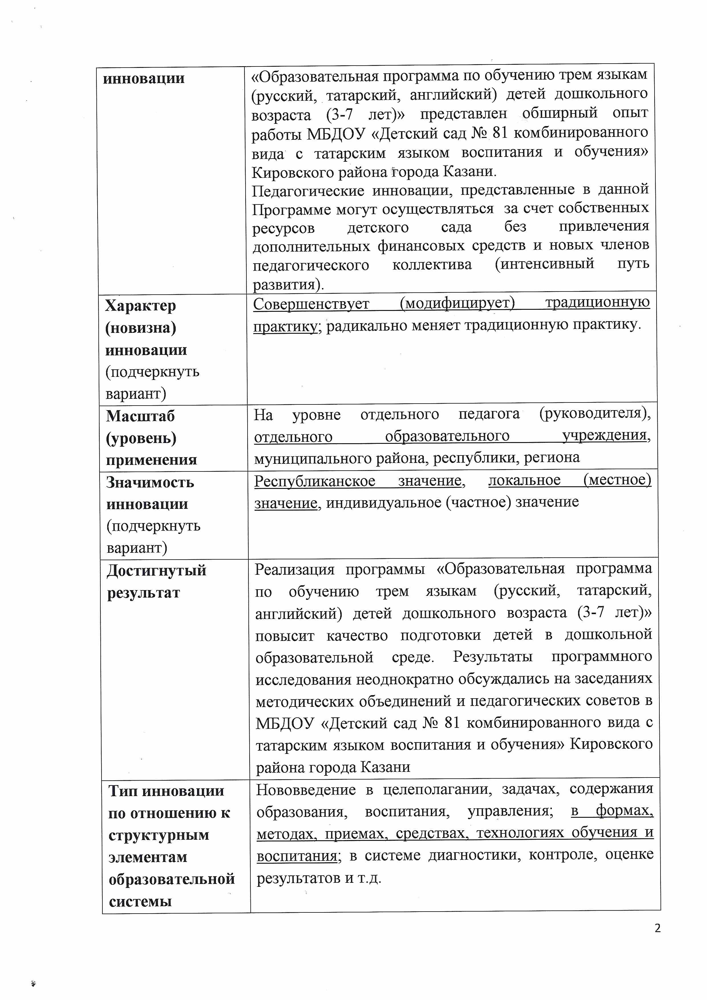 инновации
«Образовательная программа по обучению трем языкам
(русский, татарский, английский) детей дошкольного
возраста (3-7 лет)» представлен обширный опыт
работы МБДОУ «Детский сад № 81 комбинированного
вида с татарским языком воспитания и обучения»
Кировского района города Казани.
Педагогические инновации, представленные в данной
Программе могут осуществляться за счет собственных
ресурсов детского сада без привлечения
дополнительных финансовых средств и новых членов
педагогического коллектива (интенсивный путь
развития).
Характер
(новизна)
инновации
(подчеркнуть
вариант)
Совершенствует (модифицирует) традиционную
практику; радикально меняет традиционную практику.
Масштаб
(уровень)
применения
На уровне отдельного педагога (руководителя),
отдельного образовательного учреждения,
муниципального района, республики, региона
Значимость
инновации
(подчеркнуть
вариант)
Республиканское значение, локальное (местное)
значение, индивидуальное (частное) значение
Достигнутый
результат
Реализация программы «Образовательная программа
по обучению трем языкам (русский, татарский,
английский) детей дошкольного возраста (3-7 лет)»
повысит качество подготовки детей в дошкольной
образовательной среде. Результаты программного
исследования неоднократно обсуждались на заседаниях
методических объединений и педагогических советов в
МБДОУ «Детский сад № 81 комбинированного вида с
татарским языком воспитания и обучения» Кировского
района города Казани
Тип инновации
по отношению к
структурным
элементам
образовательной
системы
Нововведение в целеполагании, задачах, содержания
образования, воспитания, управления; в формах,
методах, приемах, средствах, технологиях обучения и
воспитания; в системе диагностики, контроле, оценке
результатов и т.д.
2